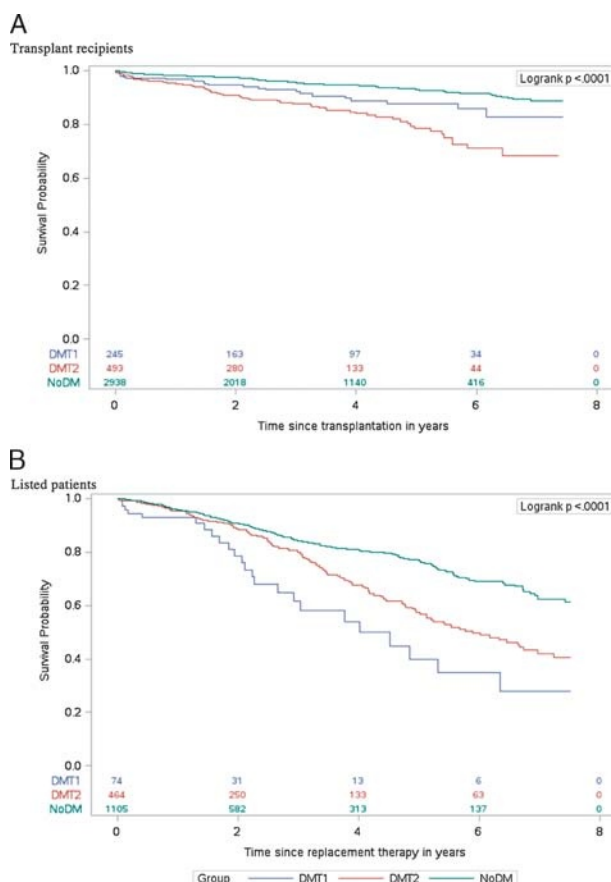 A
Transplant recipients
1.0
Logrank p <.0001
0.8
0.6
0.4
0.2
0.0
Survival Probability
DMT1 245 163 97 34 0
DMT2 493 280 133 44 0
NoDM 2938 2018 1140 416 0
0 2 4 6 8
Time since transplantation in years
B
Listed patients
1.0
Logrank p <.0001
0.8
0.6
0.4
0.2
0.0
Survival Probability
DMT1 74 31 13 6 0
DMT2 464 250 133 63 0
NoDM 1105 582 313 137 0
0 2 4 6 8
Time since replacement therapy in years
Group DMT1 DMT2 NoDM